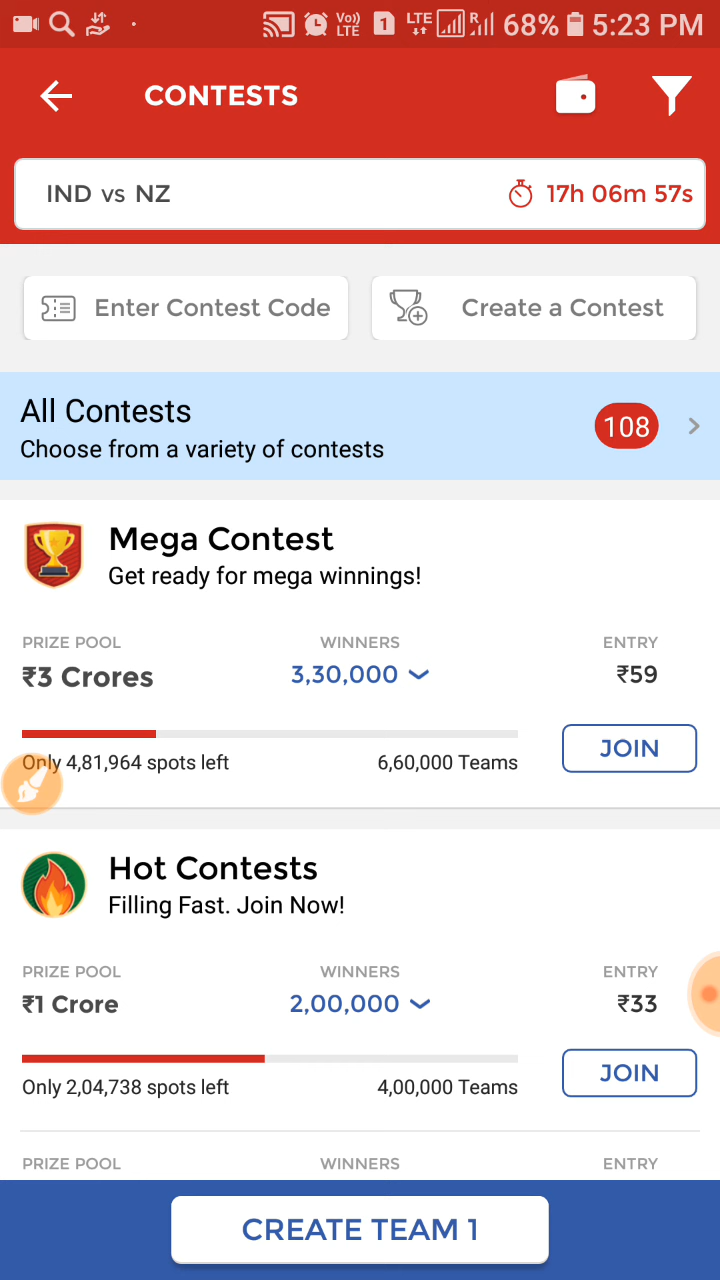 Vo)) LTE 1 LTE R 68% 5:23 PM
CONTESTS
IND vs NZ 17h 06m 57s
Enter Contest Code Create a Contest
All Contests
108
Choose from a variety of contests
Mega Contest
Get ready for mega winnings!
PRIZE POOL WINNERS ENTRY
₹3 Crores 3,30,000 ₹59
Only 4,81,964 spots left 6,60,000 Teams JOIN
Hot Contests
Filling Fast. Join Now!
PRIZE POOL WINNERS ENTRY
₹1 Crore 2,00,000 ₹33
Only 2,04,738 spots left 4,00,000 Teams JOIN
PRIZE POOL WINNERS ENTRY
CREATE TEAM 1